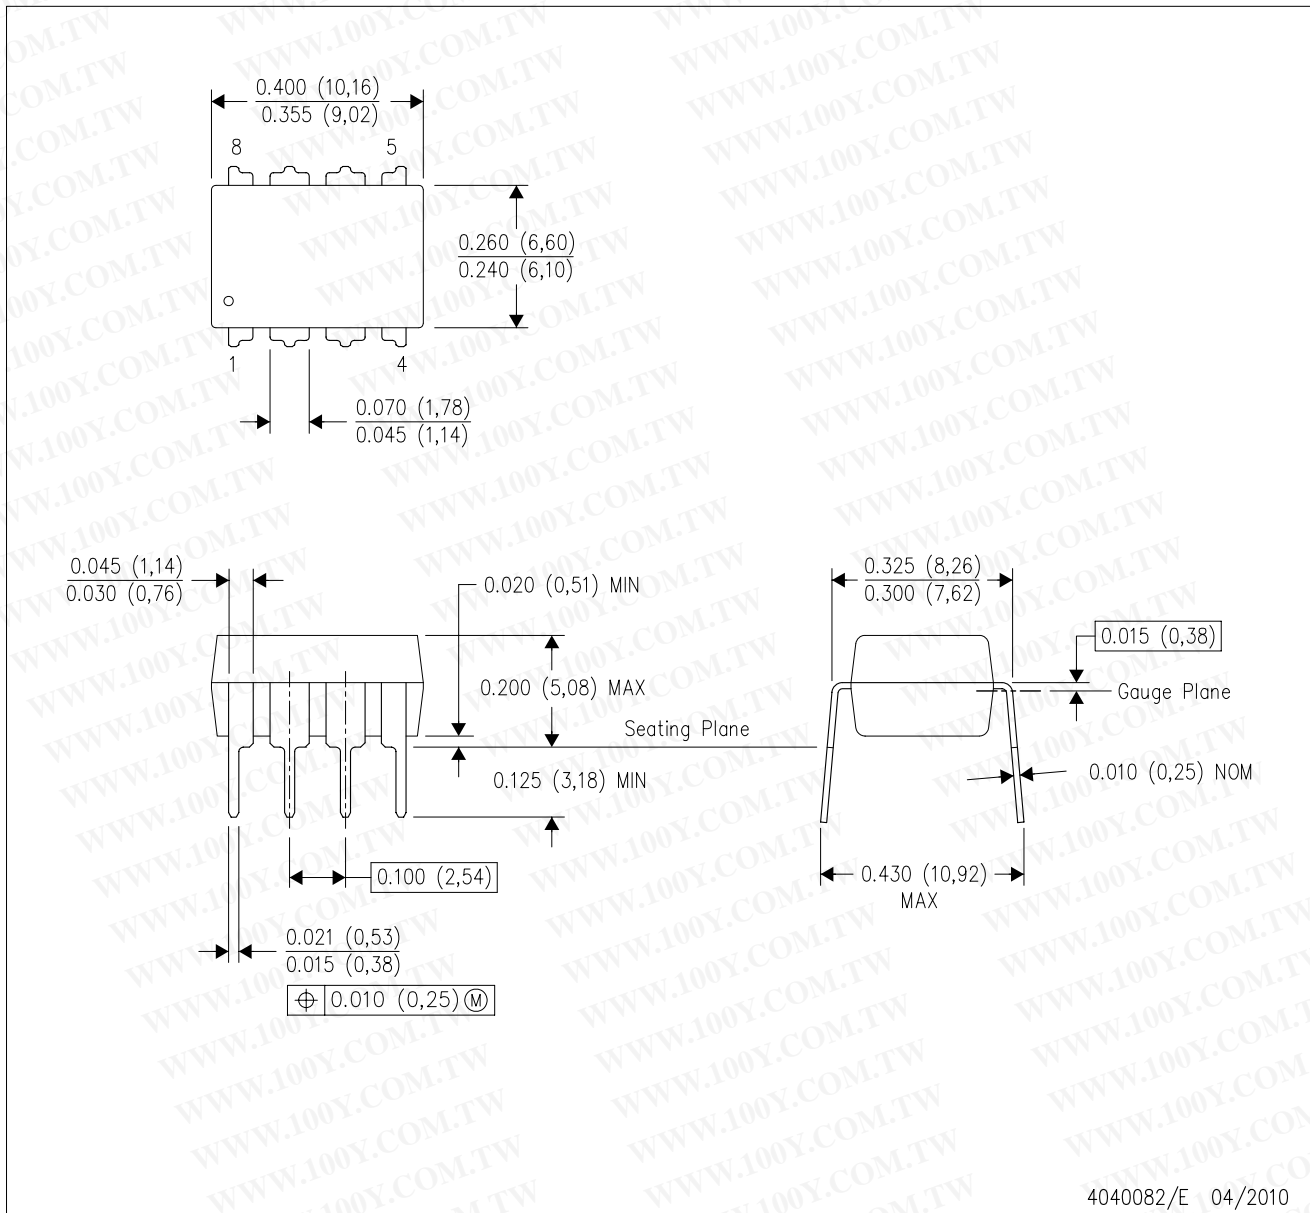 0.400 (10,16)
0.355 (9,02)
8
5
0.260 (6,60)
0.240 (6,10)
1
4
0.070 (1,78)
0.045 (1,14)
0.045 (1,14)
0.030 (0,76)
0.020 (0,51) MIN
0.200 (5,08) MAX
Seating Plane
0.125 (3,18) MIN
0.100 (2,54)
0.021 (0,53)
0.015 (0,38)
⌖ 0.010 (0,25) Ⓜ
0.325 (8,26)
0.300 (7,62)
0.015 (0,38)
Gauge Plane
0.010 (0,25) NOM
0.430 (10,92)
MAX
4040082/E 04/2010
WWW.100Y.COM.TW